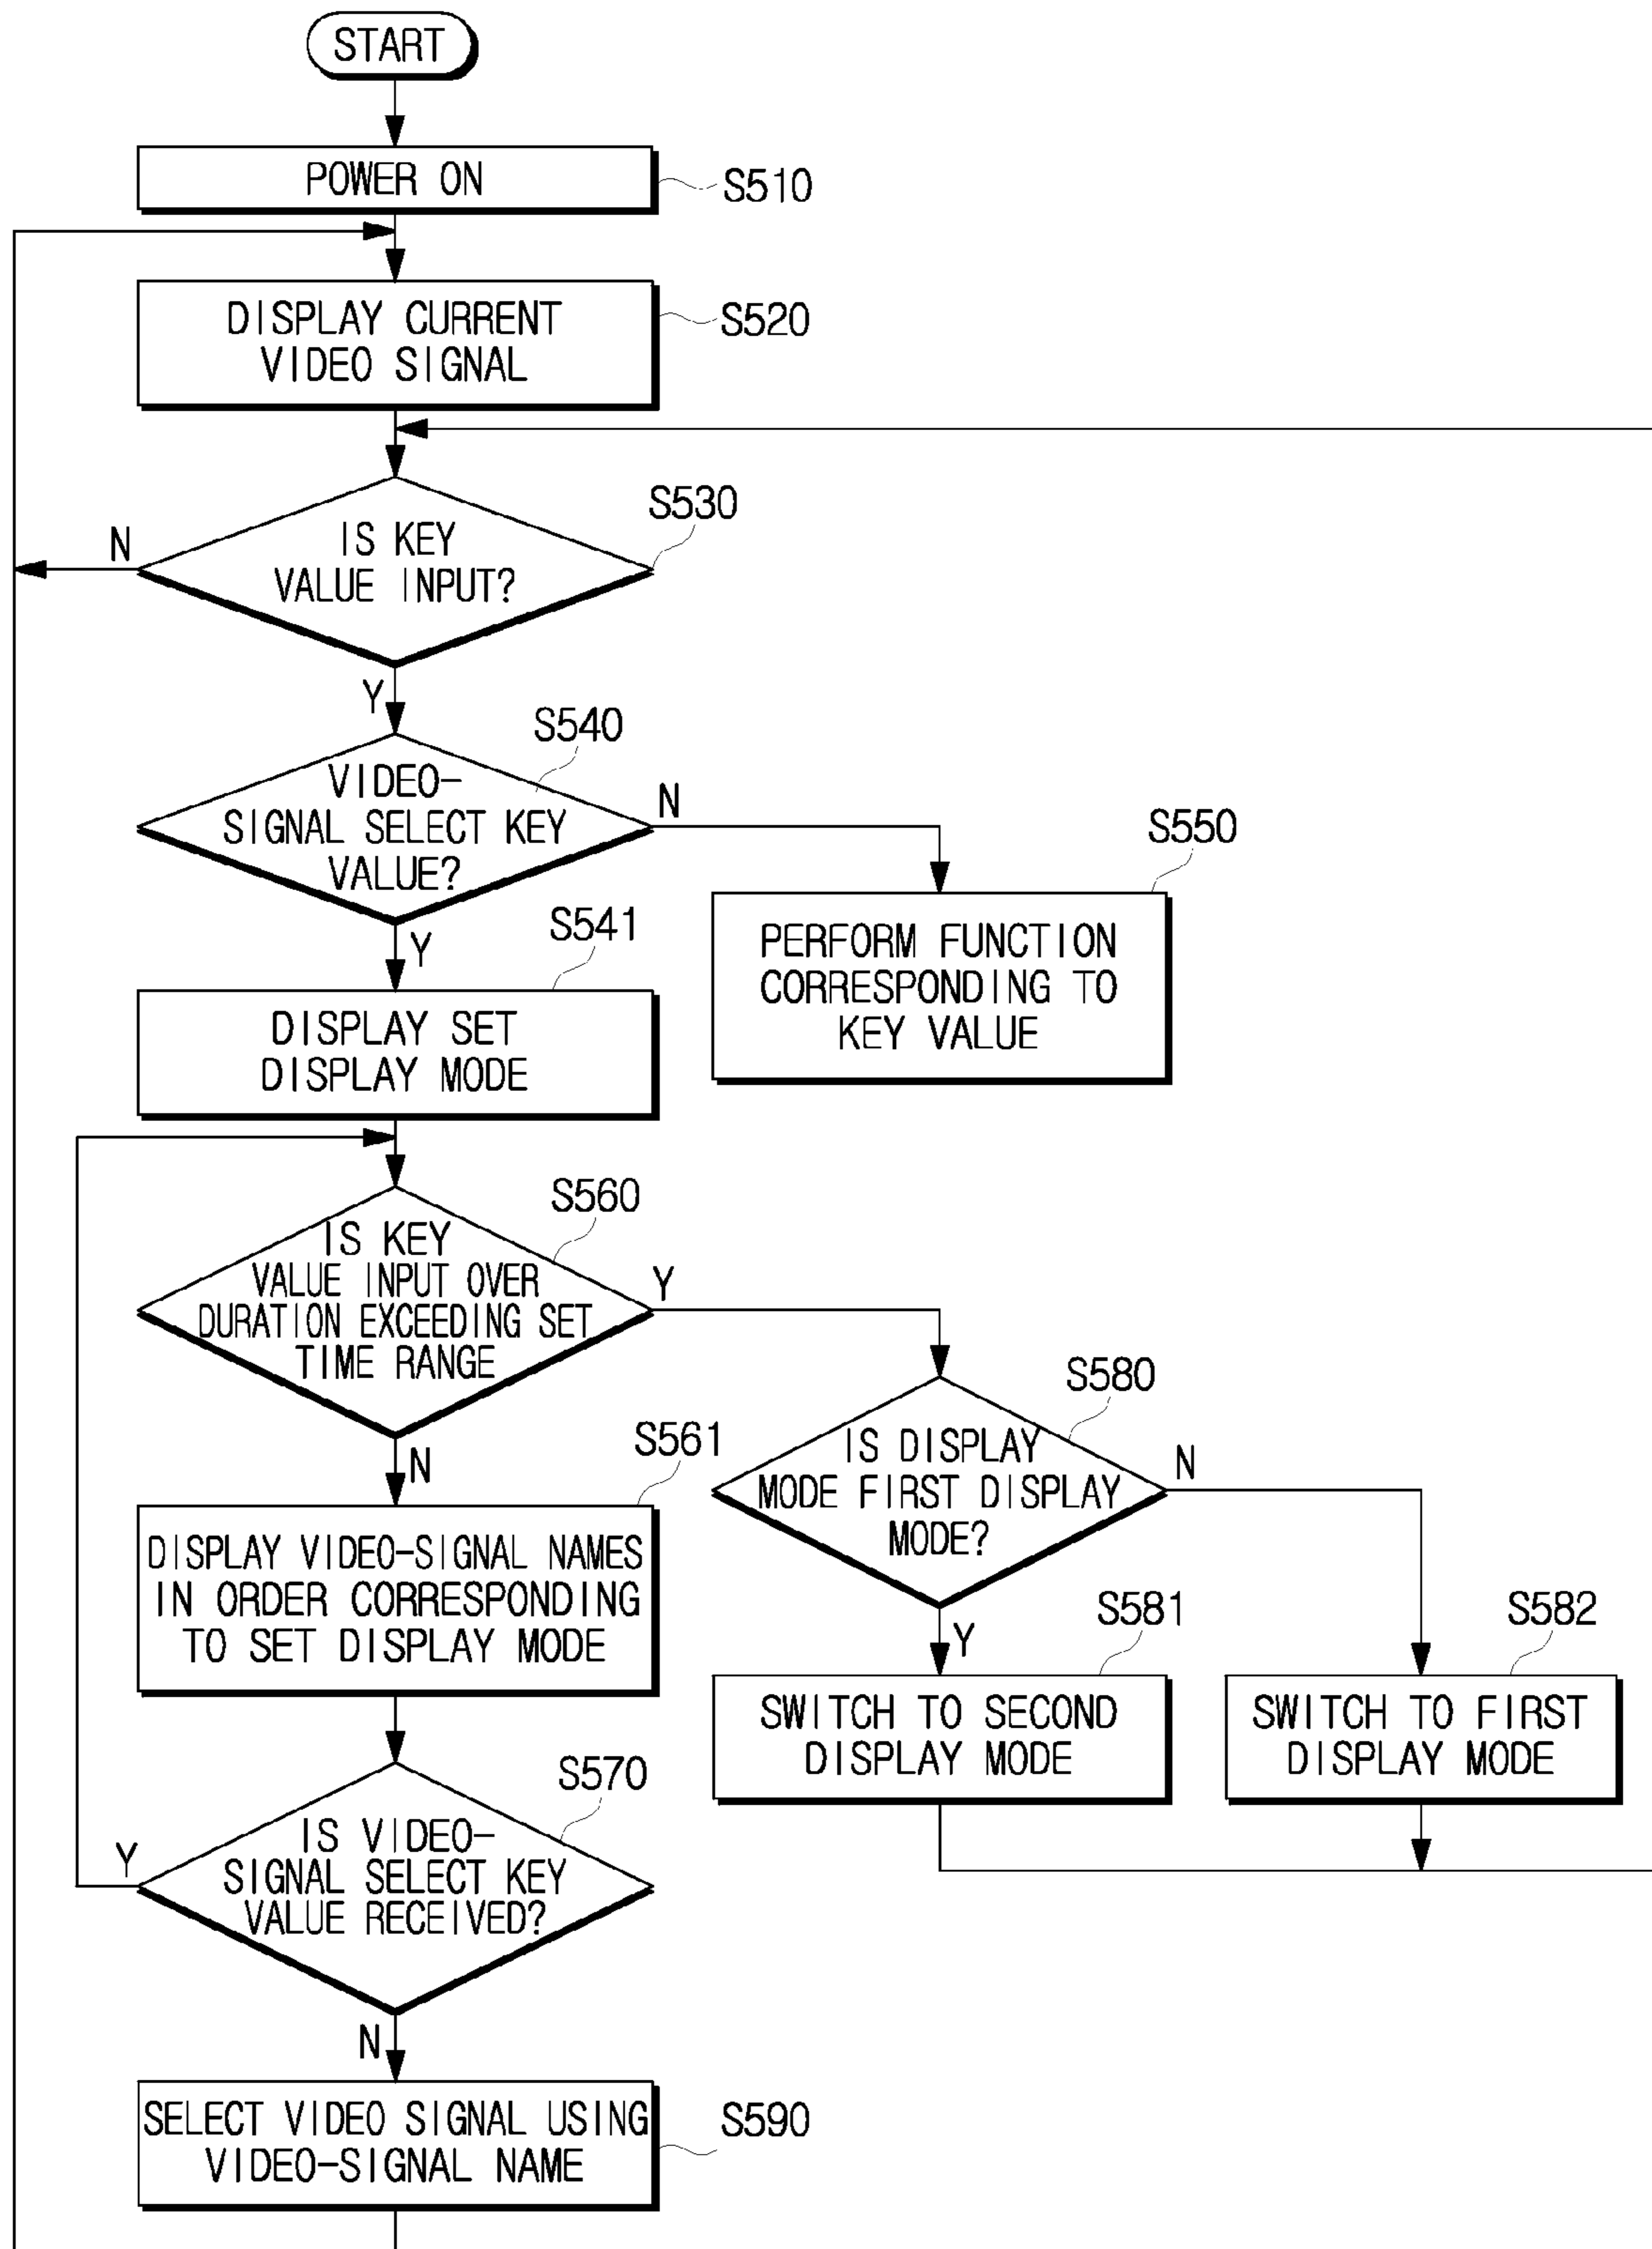 START
POWER ON
S510
DISPLAY CURRENT
VIDEO SIGNAL
S520
IS KEY
VALUE INPUT?
S530
N
Y
VIDEO-
SIGNAL SELECT KEY
VALUE?
S540
N
Y
PERFORM FUNCTION
CORRESPONDING TO
KEY VALUE
S550
DISPLAY SET
DISPLAY MODE
S541
IS KEY
VALUE INPUT OVER
DURATION EXCEEDING SET
TIME RANGE
S560
Y
N
IS DISPLAY
MODE FIRST DISPLAY
MODE?
S580
N
Y
DISPLAY VIDEO-SIGNAL NAMES
IN ORDER CORRESPONDING
TO SET DISPLAY MODE
S561
SWITCH TO SECOND
DISPLAY MODE
S581
SWITCH TO FIRST
DISPLAY MODE
S582
IS VIDEO-
SIGNAL SELECT KEY
VALUE RECEIVED?
S570
Y
N
SELECT VIDEO SIGNAL USING
VIDEO-SIGNAL NAME
S590